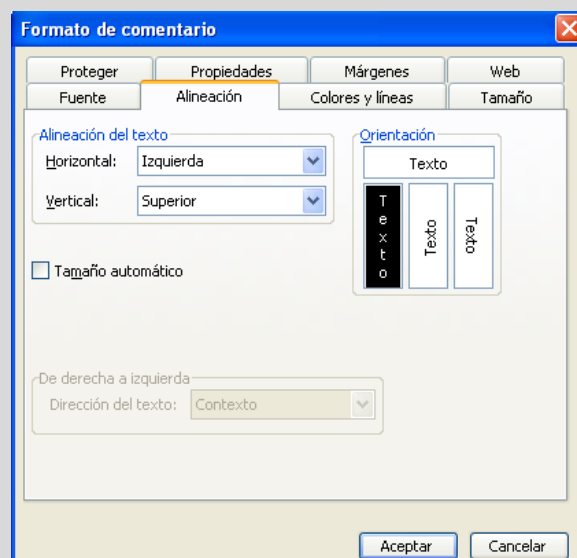 Formato de comentario
Proteger Propiedades Márgenes Web
Fuente Alineación Colores y líneas Tamaño
Alineación del texto
Horizontal: Izquierda
Vertical: Superior
Orientación
Texto
Texto Texto Texto
Tamaño automático
De derecha a izquierda
Dirección del texto: Contexto
Aceptar Cancelar